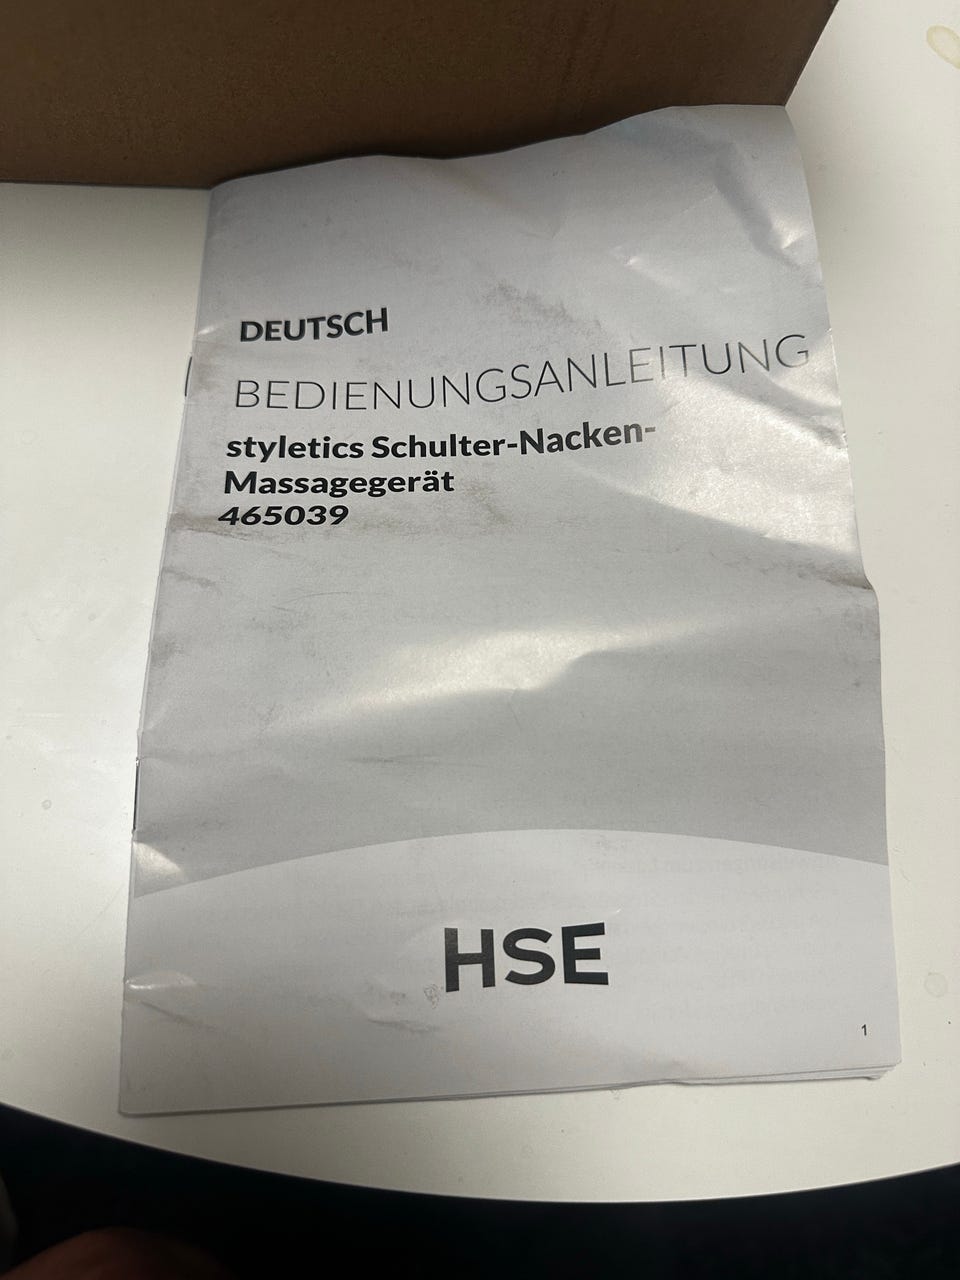 DEUTSCH
BEDIENUNGSANLEITUNG
styletics Schulter-Nacken-
Massagegerät
465039
HSE
1